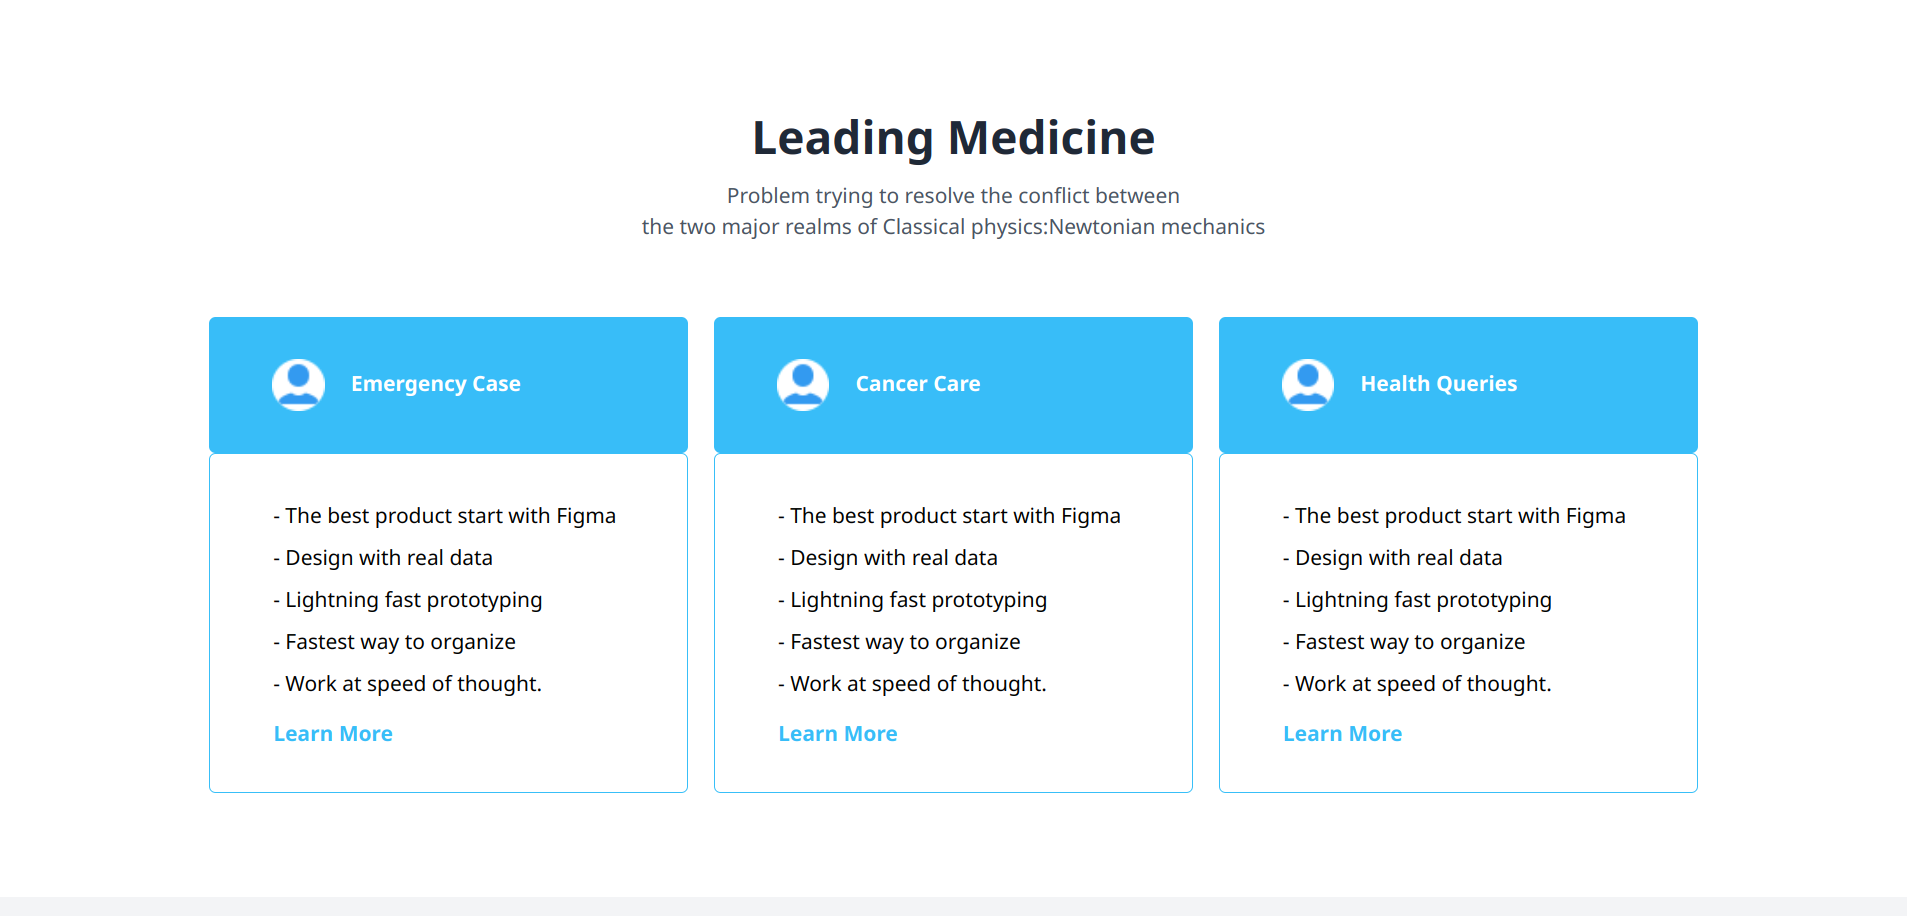 Leading Medicine
Problem trying to resolve the conflict between
the two major realms of Classical physics:Newtonian mechanics
Emergency Case
- The best product start with Figma
- Design with real data
- Lightning fast prototyping
- Fastest way to organize
- Work at speed of thought.
Learn More
Cancer Care
- The best product start with Figma
- Design with real data
- Lightning fast prototyping
- Fastest way to organize
- Work at speed of thought.
Learn More
Health Queries
- The best product start with Figma
- Design with real data
- Lightning fast prototyping
- Fastest way to organize
- Work at speed of thought.
Learn More